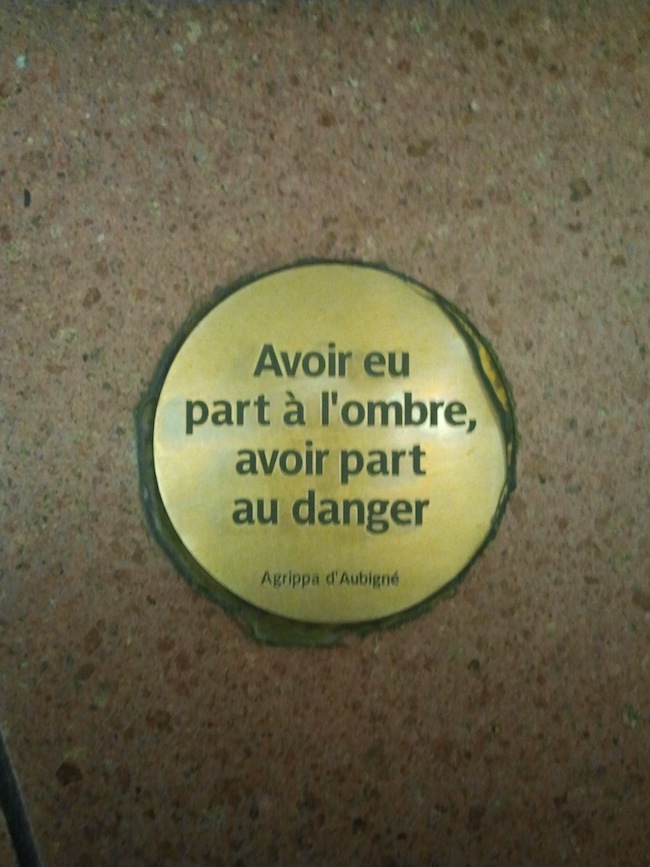 Avoir eu
part à l'ombre,
avoir part
au danger
Agrippa d'Aubigné